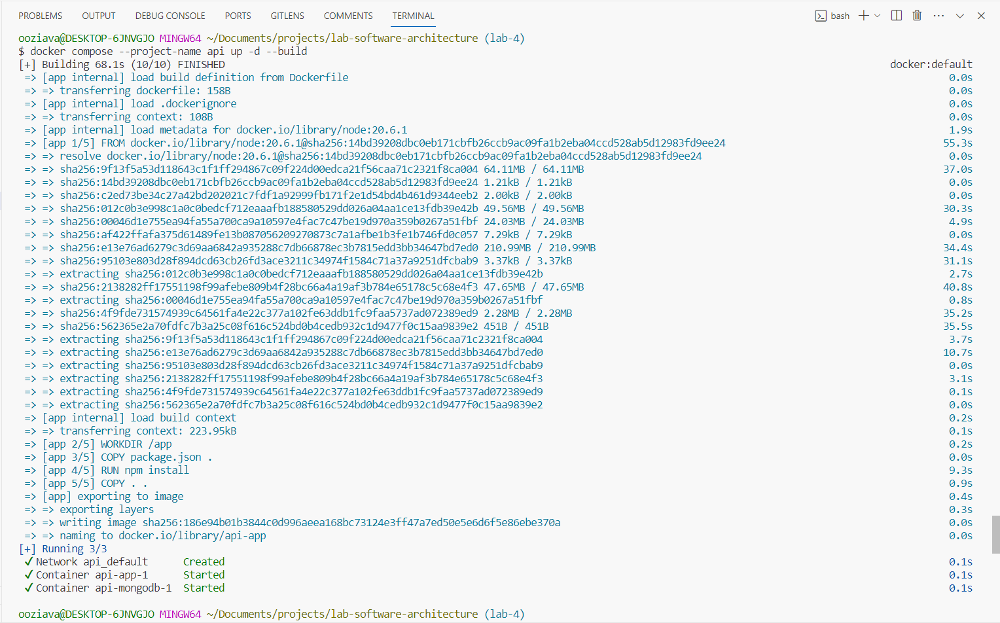 PROBLEMS OUTPUT DEBUG CONSOLE PORTS GITLENS COMMENTS TERMINAL bash
ooziava@DESKTOP-6JNVGJO MINGW64 ~/Documents/projects/lab-software-architecture (lab-4)
$ docker compose --project-name api up -d --build
[+] Building 68.1s (10/10) FINISHED docker:default
=> [app internal] load build definition from Dockerfile 0.0s
=> => transferring dockerfile: 158B 0.0s
=> [app internal] load .dockerignore 0.0s
=> => transferring context: 108B 0.0s
=> [app internal] load metadata for docker.io/library/node:20.6.1 1.9s
=> [app 1/5] FROM docker.io/library/node:20.6.1@sha256:14bd39208dbc0eb171cbfb26ccb9ac09fa1b2eba04ccd528ab5d12983fd9ee24 55.3s
=> => resolve docker.io/library/node:20.6.1@sha256:14bd39208dbc0eb171cbfb26ccb9ac09fa1b2eba04ccd528ab5d12983fd9ee24 0.0s
=> => sha256:9f13f5a53d118643c1f1ff294867c09f224d00edca21f56caa71c2321f8ca004 64.11MB / 64.11MB 37.0s
=> => sha256:14bd39208dbc0eb171cbfb26ccb9ac09fa1b2eba04ccd528ab5d12983fd9ee24 1.21kB / 1.21kB 0.0s
=> => sha256:c2ed73be34c27a42bd202021c7fdf1a92999fb171f2e1d54bd4b461d9344eeb2 2.00kB / 2.00kB 0.0s
=> => sha256:012c0b3e998c1a0c0bedcf712eaaafb188580529dd026a04aa1ce13fdb39e42b 49.56MB / 49.56MB 30.3s
=> => sha256:00046d1e755ea94fa55a700ca9a10597e4fac7c47be19d970a359b0267a51fbf 24.03MB / 24.03MB 4.9s
=> => sha256:af422ffafa375d61489fe13b087056209270873c7a1afbe1b3fe1b746fd0c057 7.29kB / 7.29kB 0.0s
=> => sha256:e13e76ad6279c3d69aa6842a935288c7db66878ec3b7815edd3bb34647bd7ed0 210.99MB / 210.99MB 34.4s
=> => sha256:95103e803d28f894dcd63cb26fd3ace3211c34974f1584c71a37a9251dfcbab9 3.37kB / 3.37kB 31.1s
=> => extracting sha256:012c0b3e998c1a0c0bedcf712eaaafb188580529dd026a04aa1ce13fdb39e42b 2.7s
=> => sha256:2138282ff17551198f99afebe809b4f28bc66a4a19af3b784e65178c5c68e4f3 47.65MB / 47.65MB 40.8s
=> => extracting sha256:00046d1e755ea94fa55a700ca9a10597e4fac7c47be19d970a359b0267a51fbf 0.8s
=> => sha256:4f9fde731574939c64561fa4e22c377a102fe63ddb1fc9faa5737ad072389ed9 2.28MB / 2.28MB 35.2s
=> => sha256:562365e2a70fdfc7b3a25c08f616c524bd0b4cedb932c1d9477f0c15aa9839e2 451B / 451B 35.5s
=> => extracting sha256:9f13f5a53d118643c1f1ff294867c09f224d00edca21f56caa71c2321f8ca004 3.7s
=> => extracting sha256:e13e76ad6279c3d69aa6842a935288c7db66878ec3b7815edd3bb34647bd7ed0 10.7s
=> => extracting sha256:95103e803d28f894dcd63cb26fd3ace3211c34974f1584c71a37a9251dfcbab9 0.0s
=> => extracting sha256:2138282ff17551198f99afebe809b4f28bc66a4a19af3b784e65178c5c68e4f3 3.1s
=> => extracting sha256:4f9fde731574939c64561fa4e22c377a102fe63ddb1fc9faa5737ad072389ed9 0.1s
=> => extracting sha256:562365e2a70fdfc7b3a25c08f616c524bd0b4cedb932c1d9477f0c15aa9839e2 0.0s
=> [app internal] load build context 0.2s
=> => transferring context: 223.95kB 0.1s
=> [app 2/5] WORKDIR /app 0.2s
=> [app 3/5] COPY package.json . 0.0s
=> [app 4/5] RUN npm install 9.3s
=> [app 5/5] COPY . . 0.9s
=> [app] exporting to image 0.4s
=> => exporting layers 0.3s
=> => writing image sha256:186e94b01b3844c0d996aeea168bc73124e3ff47a7ed50e5e6d6f5e86ebe370a 0.0s
=> => naming to docker.io/library/api-app 0.0s
[+] Running 3/3
✔ Network api_default Created 0.1s
✔ Container api-app-1 Started 0.1s
✔ Container api-mongodb-1 Started 0.1s
ooziava@DESKTOP-6JNVGJO MINGW64 ~/Documents/projects/lab-software-architecture (lab-4)